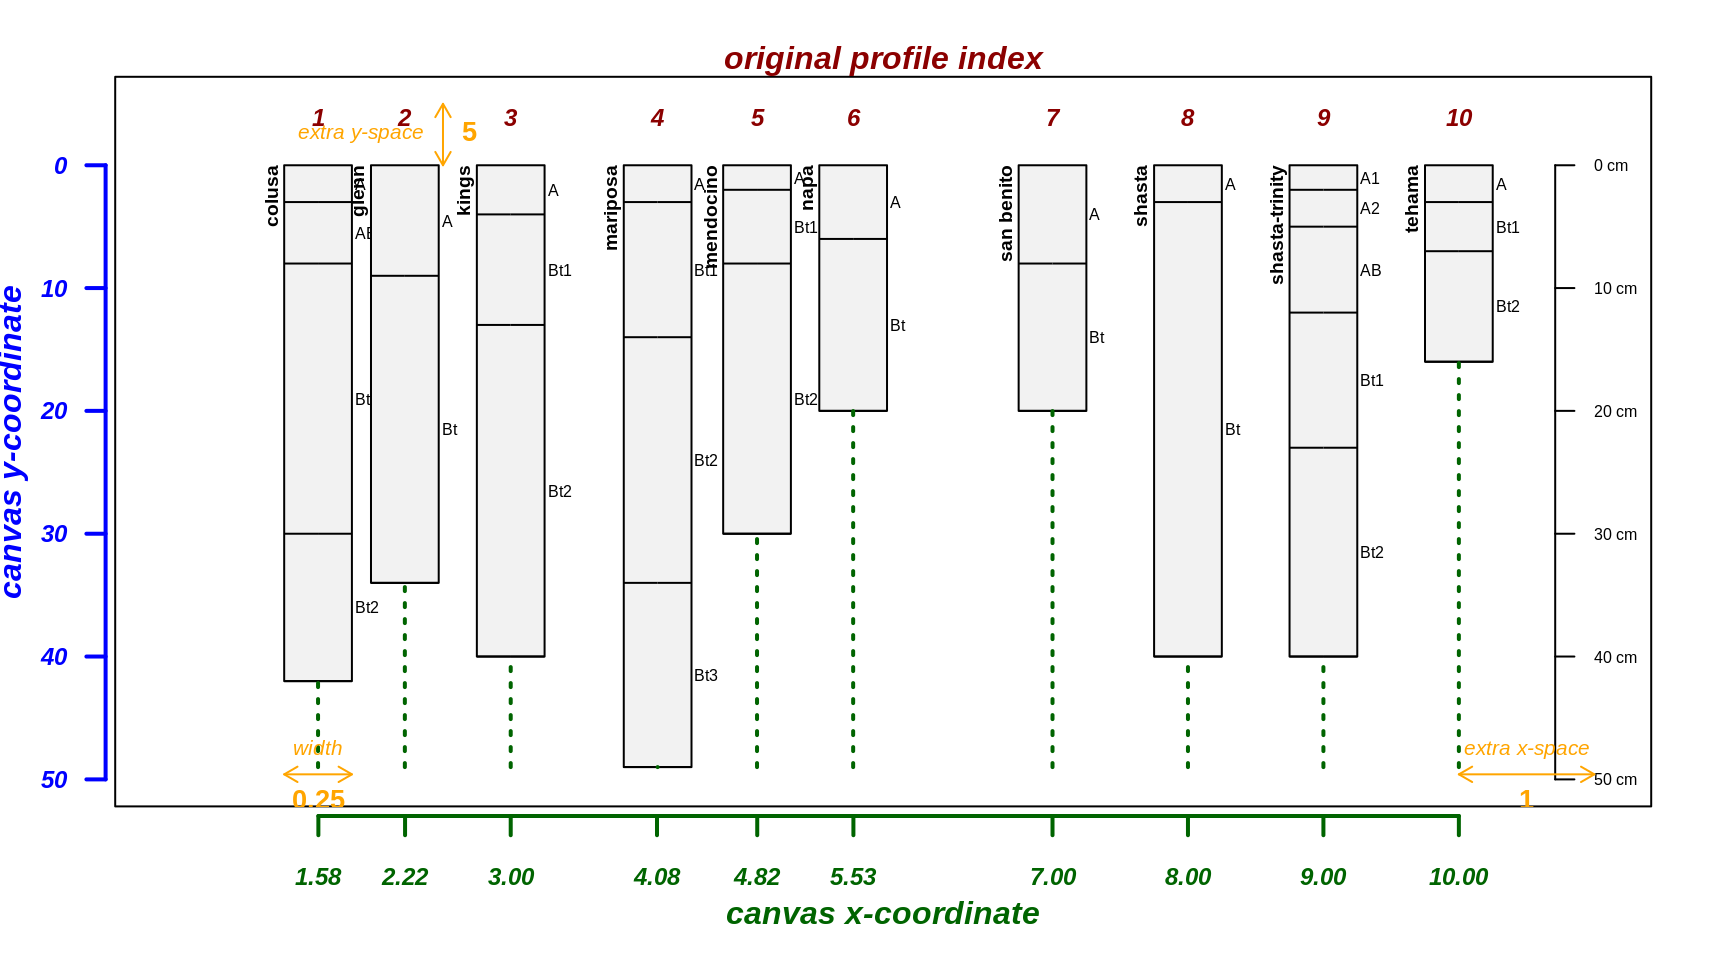 original profile index
1 2 3 4 5 6 7 8 9 10
extra y-space 5
canvas y-coordinate
0
10
20
30
40
50
colusa
AB
Bt
Bt2
glenn
A
Bt
kings
A
Bt1
Bt2
mariposa
A
Bt1
Bt2
Bt3
mendocino
A
Bt1
Bt2
napa
A
Bt
san benito
A
Bt
shasta
A
Bt
shasta-trinity
A1
A2
AB
Bt1
Bt2
tehama
A
Bt1
Bt2
0 cm
10 cm
20 cm
30 cm
40 cm
50 cm
width
0.25
extra x-space
1
1.58 2.22 3.00 4.08 4.82 5.53 7.00 8.00 9.00 10.00
canvas x-coordinate